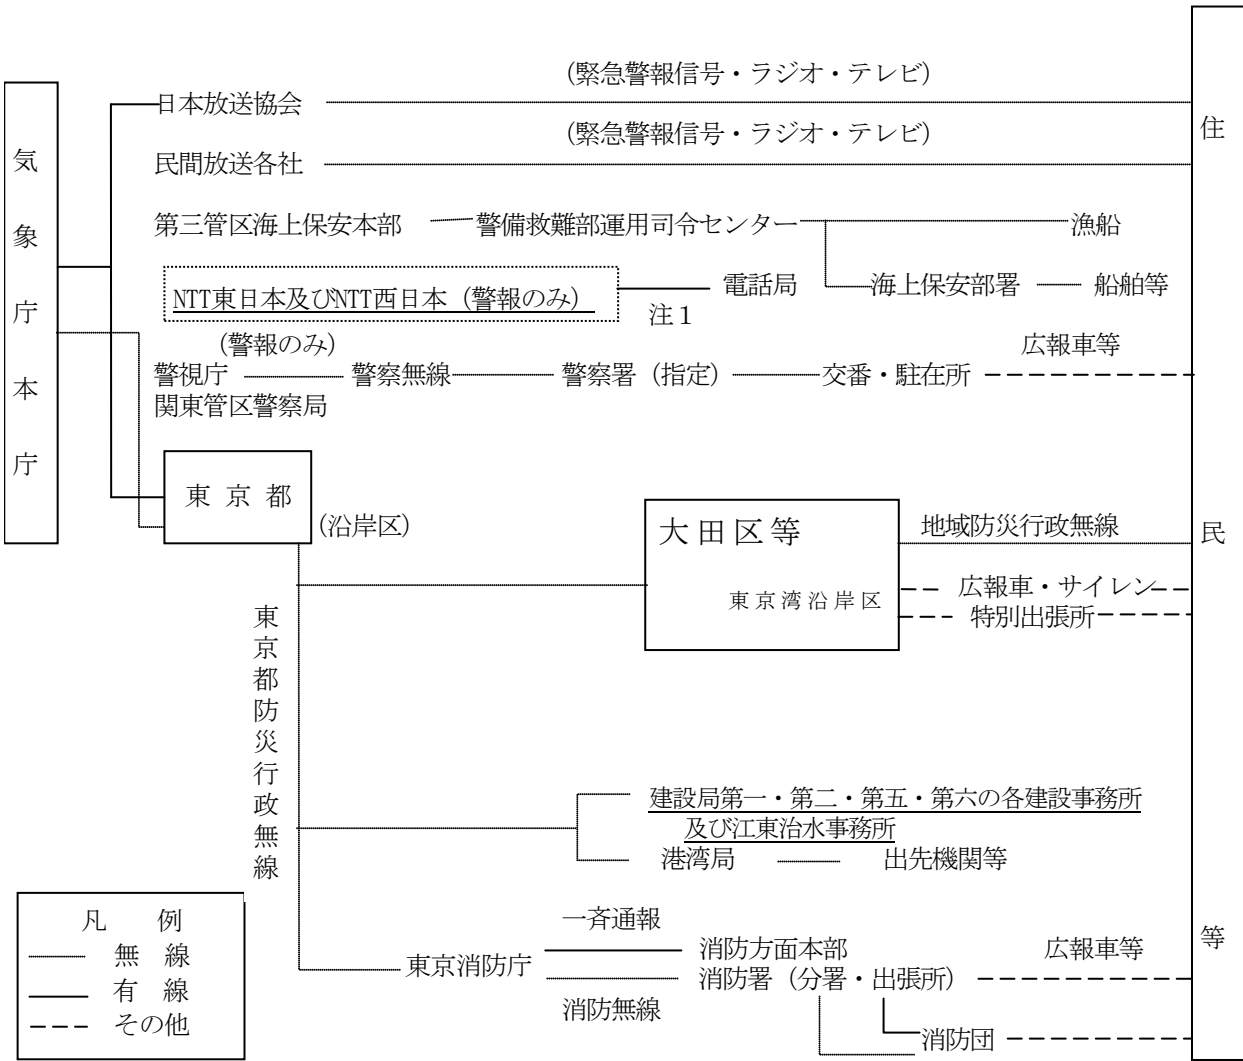 気象庁本庁
(緊急警報信号・ラジオ・テレビ)
日本放送協会
(緊急警報信号・ラジオ・テレビ)
民間放送各社
第三管区海上保安本部 警備救難部運用司令センター 漁船
NTT東日本及びNTT西日本（警報のみ） 電話局 海上保安部署 船舶等
注１
(警報のみ) 広報車等
警視庁 警察無線 警察署（指定） 交番・駐在所
関東管区警察局
東京都
(沿岸区)
大田区等
東京湾沿岸区
地域防災行政無線
広報車・サイレン
特別出張所
東京都防災行政無線
建設局第一・第二・第五・第六の各建設事務所
及び江東治水事務所
港湾局 出先機関等
一斉通報
東京消防庁 消防方面本部 広報車等
消防署（分署・出張所）
消防無線
消防団
住民等
凡　例
無　線
有　線
その他